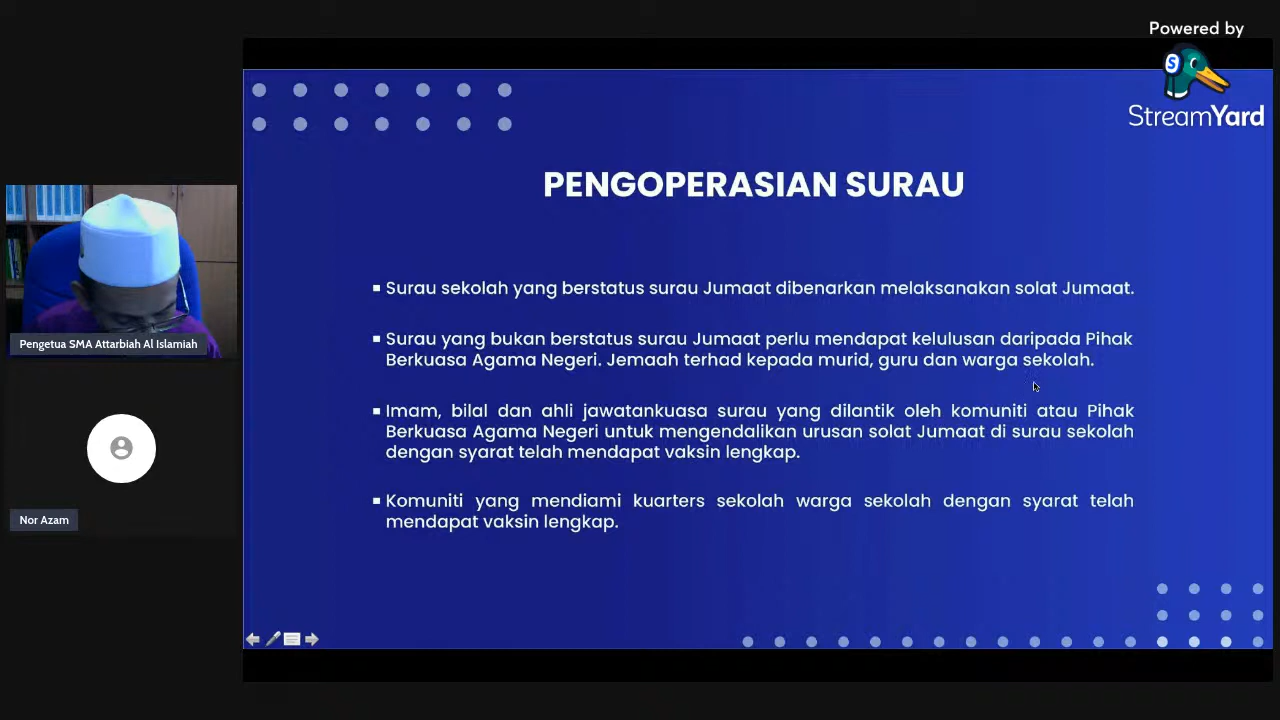 Powered by
S
StreamYard
PENGOPERASIAN SURAU
Surau sekolah yang berstatus surau Jumaat dibenarkan melaksanakan solat Jumaat.
Surau yang bukan berstatus surau Jumaat perlu mendapat kelulusan daripada Pihak
Berkuasa Agama Negeri. Jemaah terhad kepada murid, guru dan warga sekolah.
Imam, bilal dan ahli jawatankuasa surau yang dilantik oleh komuniti atau Pihak
Berkuasa Agama Negeri untuk mengendalikan urusan solat Jumaat di surau sekolah
dengan syarat telah mendapat vaksin lengkap.
Komuniti yang mendiami kuarters sekolah warga sekolah dengan syarat telah
mendapat vaksin lengkap.
Pengetua SMA Attarbiah Al Islamiah
Nor Azam